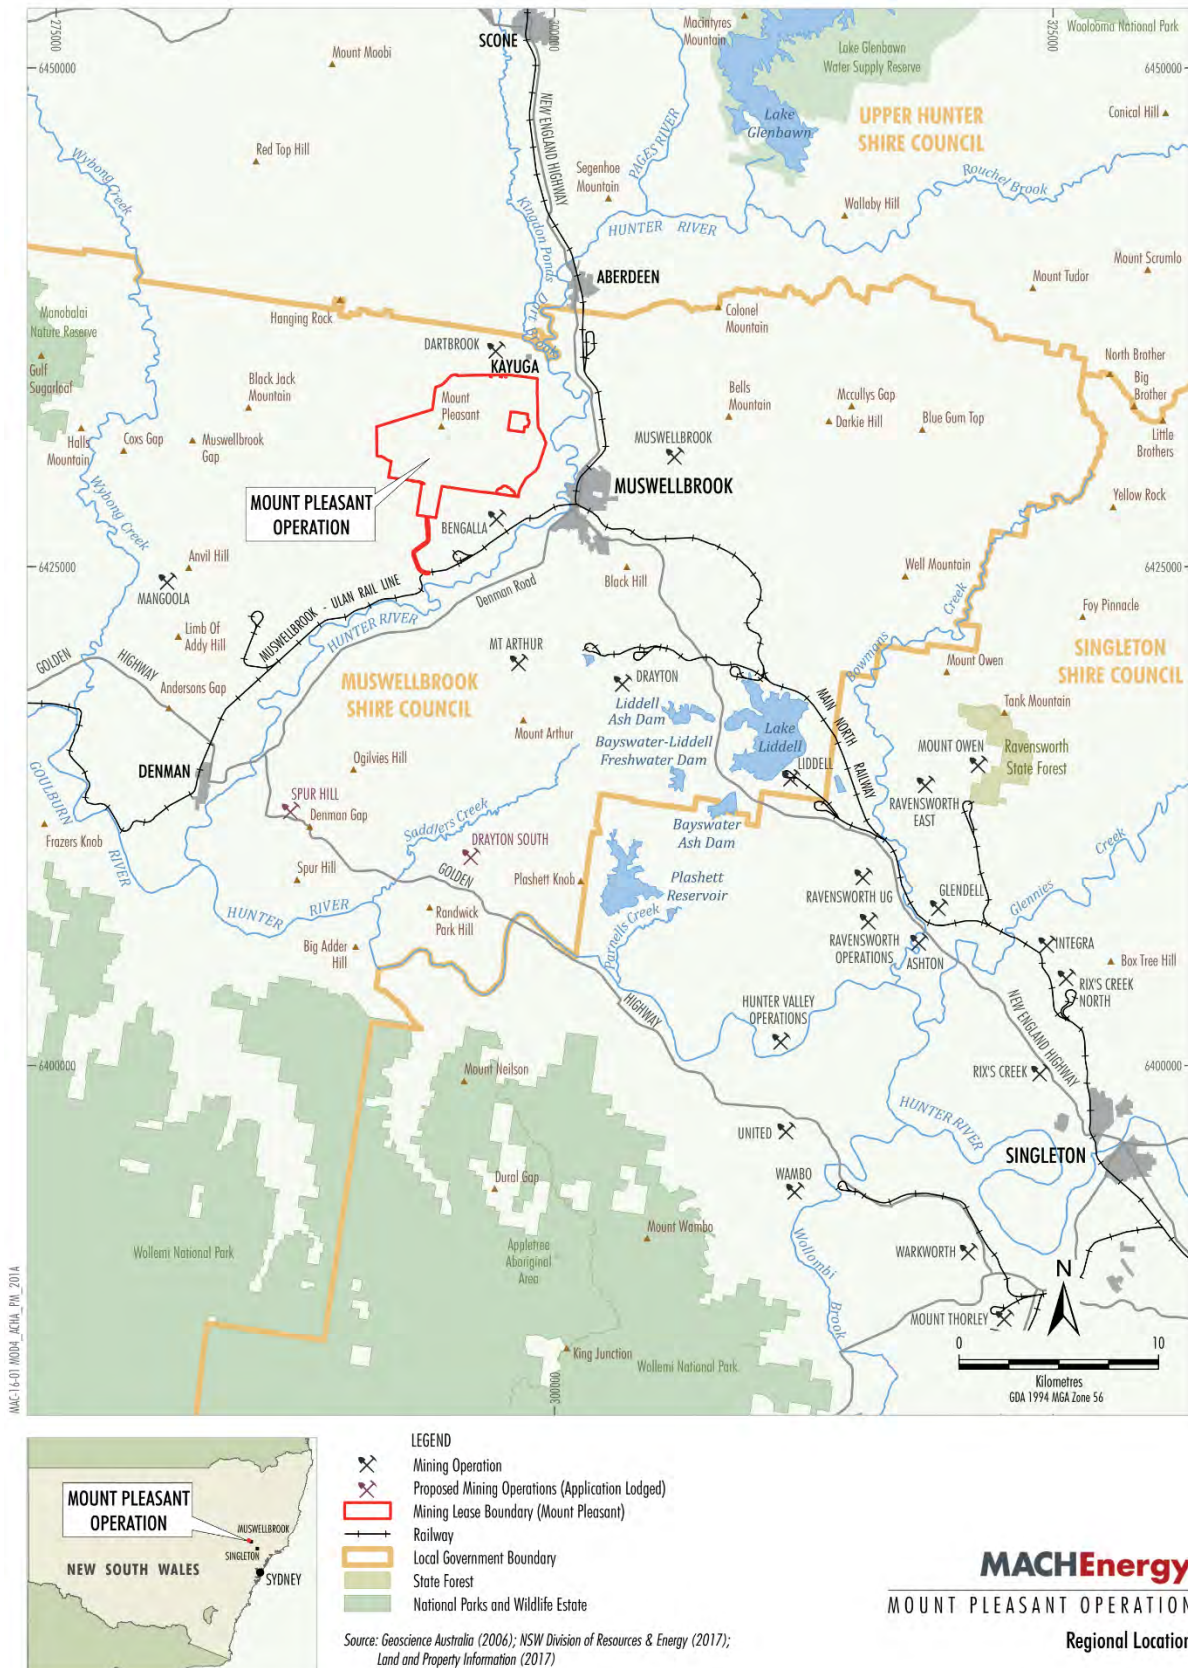 275000
300000
325000
SCONE
Macintyres
Mountain
Woolooma National Park
6450000
Mount Moobi
Lake Glenbawn
Water Supply Reserve
6450000
NEW ENGLAND HIGHWAY
PAGES RIVER
Lake
Glenbawn
UPPER HUNTER
SHIRE COUNCIL
Conical Hill
Wybong Creek
Red Top Hill
Segenhoe
Mountain
Rouchel Brook
Kingdon Ponds
Wallaby Hill
HUNTER RIVER
Mount Scrumlo
ABERDEEN
Mount Tudor
Manobalai
Nature Reserve
Hanging Rock
Dart Brook
Colonel
Mountain
DARTBROOK
KAYUGA
North Brother
Gulf
Sugarloaf
Black Jack
Mountain
Mount
Pleasant
Bells
Mountain
Mccullys Gap
Darkie Hill
Blue Gum Top
Big
Brother
Little
Brothers
Halls
Mountain
Coxs Gap
Muswellbrook
Gap
MUSWELLBROOK
MUSWELLBROOK
Wybong Creek
MOUNT PLEASANT
OPERATION
BENGALLA
Yellow Rock
6425000
Anvil Hill
MANGOOLA
Black Hill
Well Mountain
6425000
MUSWELLBROOK - ULAN RAIL LINE
Denman Road
Creek
Bowmans
Foy Pinnacle
Limb Of
Addy Hill
HUNTER RIVER
GOLDEN
HIGHWAY
MT ARTHUR
SINGLETON
SHIRE COUNCIL
Mount Owen
Andersons Gap
MUSWELLBROOK
SHIRE COUNCIL
DRAYTON
MAIN NORTH RAILWAY
Tank Mountain
Liddell
Ash Dam
Lake
Liddell
Mount Arthur
Bayswater-Liddell
Freshwater Dam
MOUNT OWEN
Ravensworth
State Forest
GOULBURN
RIVER
DENMAN
Ogilvies Hill
LIDDELL
RAVENSWORTH
EAST
SPUR HILL
Denman Gap
Saddlers Creek
Bayswater
Ash Dam
Frazers Knob
DRAYTON SOUTH
Creek
Glennies
Spur Hill
GOLDEN
Plashett Knob
Plashett
Reservoir
RAVENSWORTH UG
GLENDELL
HUNTER RIVER
Randwick
Park Hill
Parnells Creek
RAVENSWORTH
OPERATIONS
ASHTON
INTEGRA
Big Adder
Hill
Box Tree Hill
HIGHWAY
HUNTER VALLEY
OPERATIONS
NEW ENGLAND HIGHWAY
RIX'S CREEK
NORTH
6400000
Mount Neilson
RIX'S CREEK
6400000
UNITED
HUNTER RIVER
SINGLETON
Dural Gap
WAMBO
Mount Wambo
Wollemi National Park
Appletree
Aboriginal
Area
Wollombi
Brook
WARKWORTH
N
MOUNT THORLEY
King Junction
Wollemi National Park
0 10
Kilometres
GDA 1994 MGA Zone 56
300000
MAC-16-01 MOD4_ACHA_PM_201A
MOUNT PLEASANT
OPERATION
MUSWELLBROOK
SINGLETON
NEW SOUTH WALES
SYDNEY
LEGEND
Mining Operation
Proposed Mining Operations (Application Lodged)
Mining Lease Boundary (Mount Pleasant)
Railway
Local Government Boundary
State Forest
National Parks and Wildlife Estate
Source: Geoscience Australia (2006); NSW Division of Resources & Energy (2017);
Land and Property Information (2017)
MACHEnergy
MOUNT PLEASANT OPERATION
Regional Location